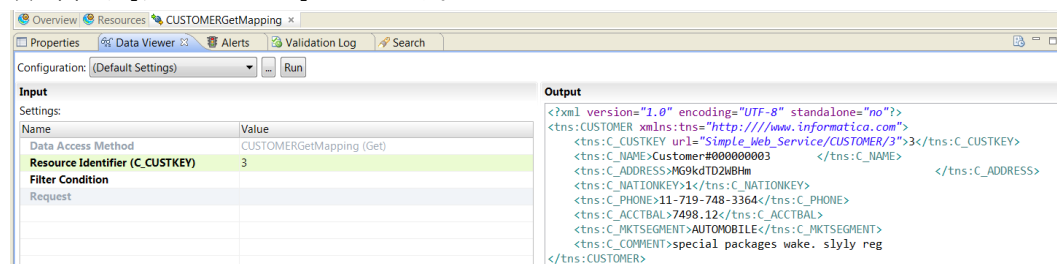 Overview Resources CUSTOMERGetMapping ×
Properties Data Viewer Alerts Validation Log Search
Configuration: (Default Settings) ... Run
Input
Settings:
Name Value
Data Access Method CUSTOMERGetMapping (Get)
Resource Identifier (C_CUSTKEY) 3
Filter Condition
Request
Output
<?xml version="1.0" encoding="UTF-8" standalone="no"?>
<tns:CUSTOMER xmlns:tns="http:////www.informatica.com">
<tns:C_CUSTKEY url="Simple_Web_Service/CUSTOMER/3">3</tns:C_CUSTKEY>
<tns:C_NAME>Customer#000000003 </tns:C_NAME>
<tns:C_ADDRESS>MG9kdTD2WBHm </tns:C_ADDRESS>
<tns:C_NATIONKEY>1</tns:C_NATIONKEY>
<tns:C_PHONE>11-719-748-3364</tns:C_PHONE>
<tns:C_ACCTBAL>7498.12</tns:C_ACCTBAL>
<tns:C_MKTSEGMENT>AUTOMOBILE</tns:C_MKTSEGMENT>
<tns:C_COMMENT>special packages wake. slyly reg
</tns:CUSTOMER>